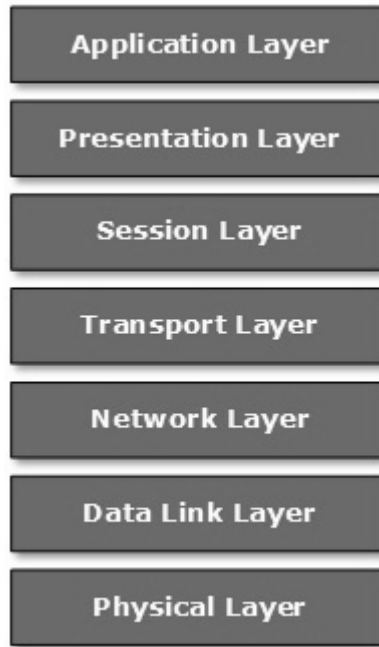 Application Layer
Presentation Layer
Session Layer
Transport Layer
Network Layer
Data Link Layer
Physical Layer